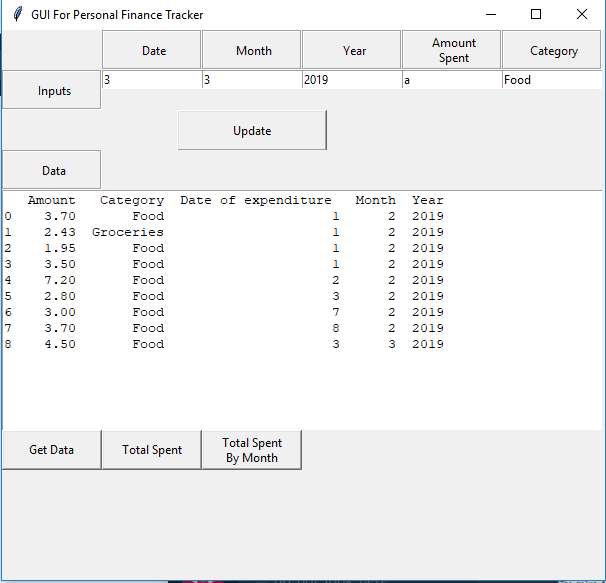 GUI For Personal Finance Tracker
Date Month Year Amount Spent Category
Inputs 3 3 2019 a Food
Update
Data
Amount Category Date of expenditure Month Year
0 3.70 Food 1 2 2019
1 2.43 Groceries 1 2 2019
2 1.95 Food 1 2 2019
3 3.50 Food 1 2 2019
4 7.20 Food 2 2 2019
5 2.80 Food 3 2 2019
6 3.00 Food 7 2 2019
7 3.70 Food 8 2 2019
8 4.50 Food 3 3 2019
Get Data Total Spent Total Spent By Month